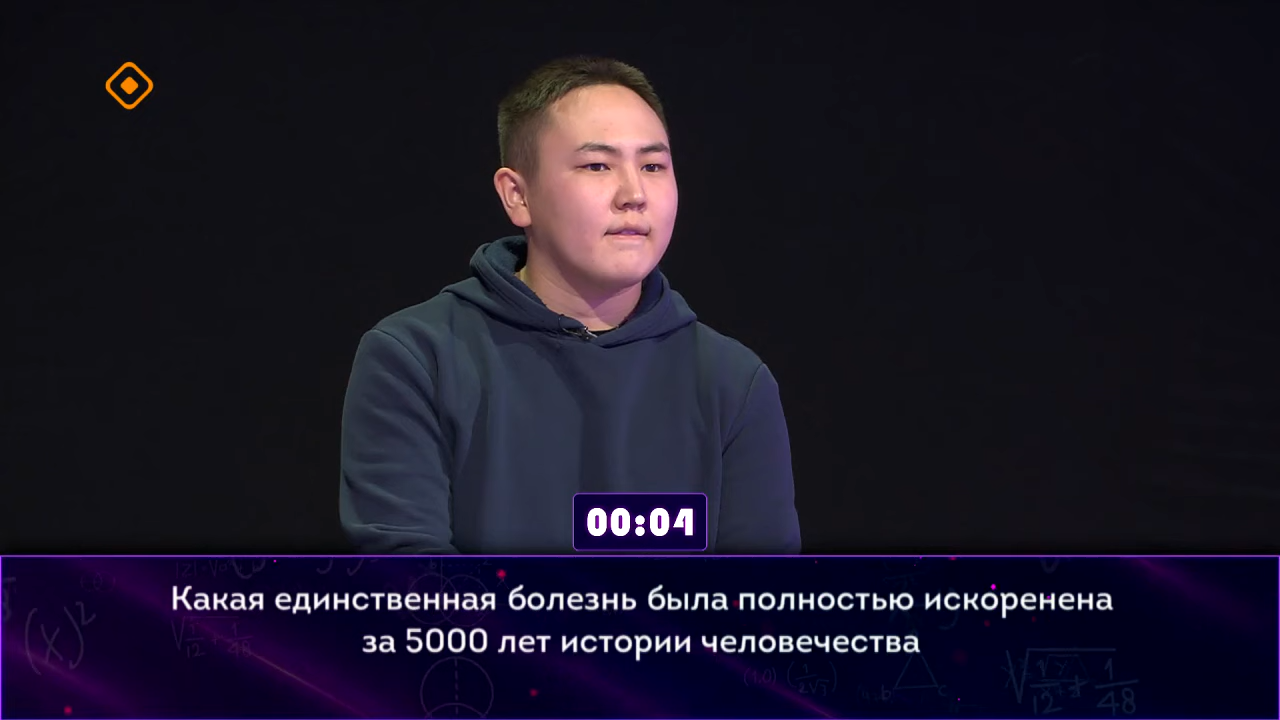 00:04
Какая единственная болезнь была полностью искоренена
за 5000 лет истории человечества